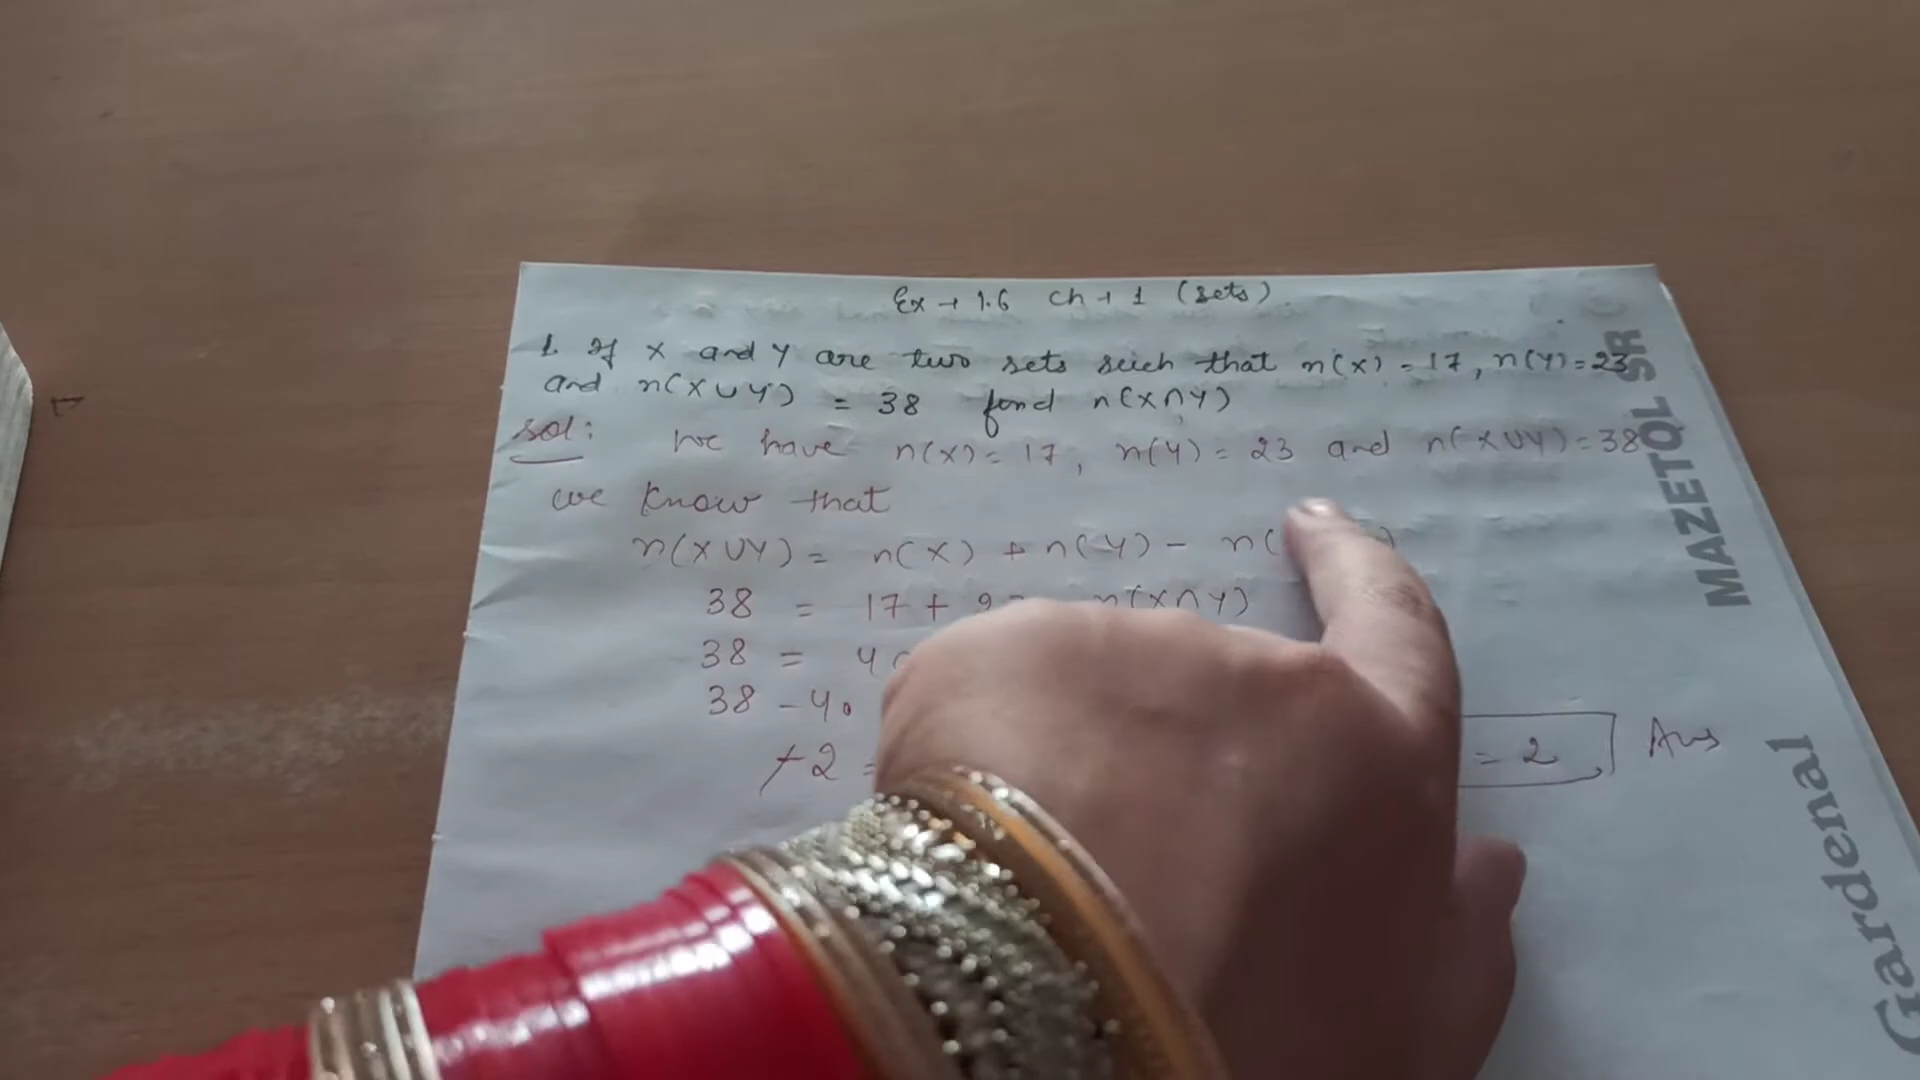 Ex → 1.6 Ch → 1 (sets)
1. If X and Y are two sets such that n(X) = 17, n(Y) = 23
and n(X∪Y) = 38 find n(X∩Y)
sol: we have n(X) = 17, n(Y) = 23 and n(X∪Y) = 38
we know that
n(X∪Y) = n(X) + n(Y) - n(
38 = 17 + n(X∩Y)
38 =
38 - 40
-2 = = 2 Ans
MAZETOL SR
Gardenal